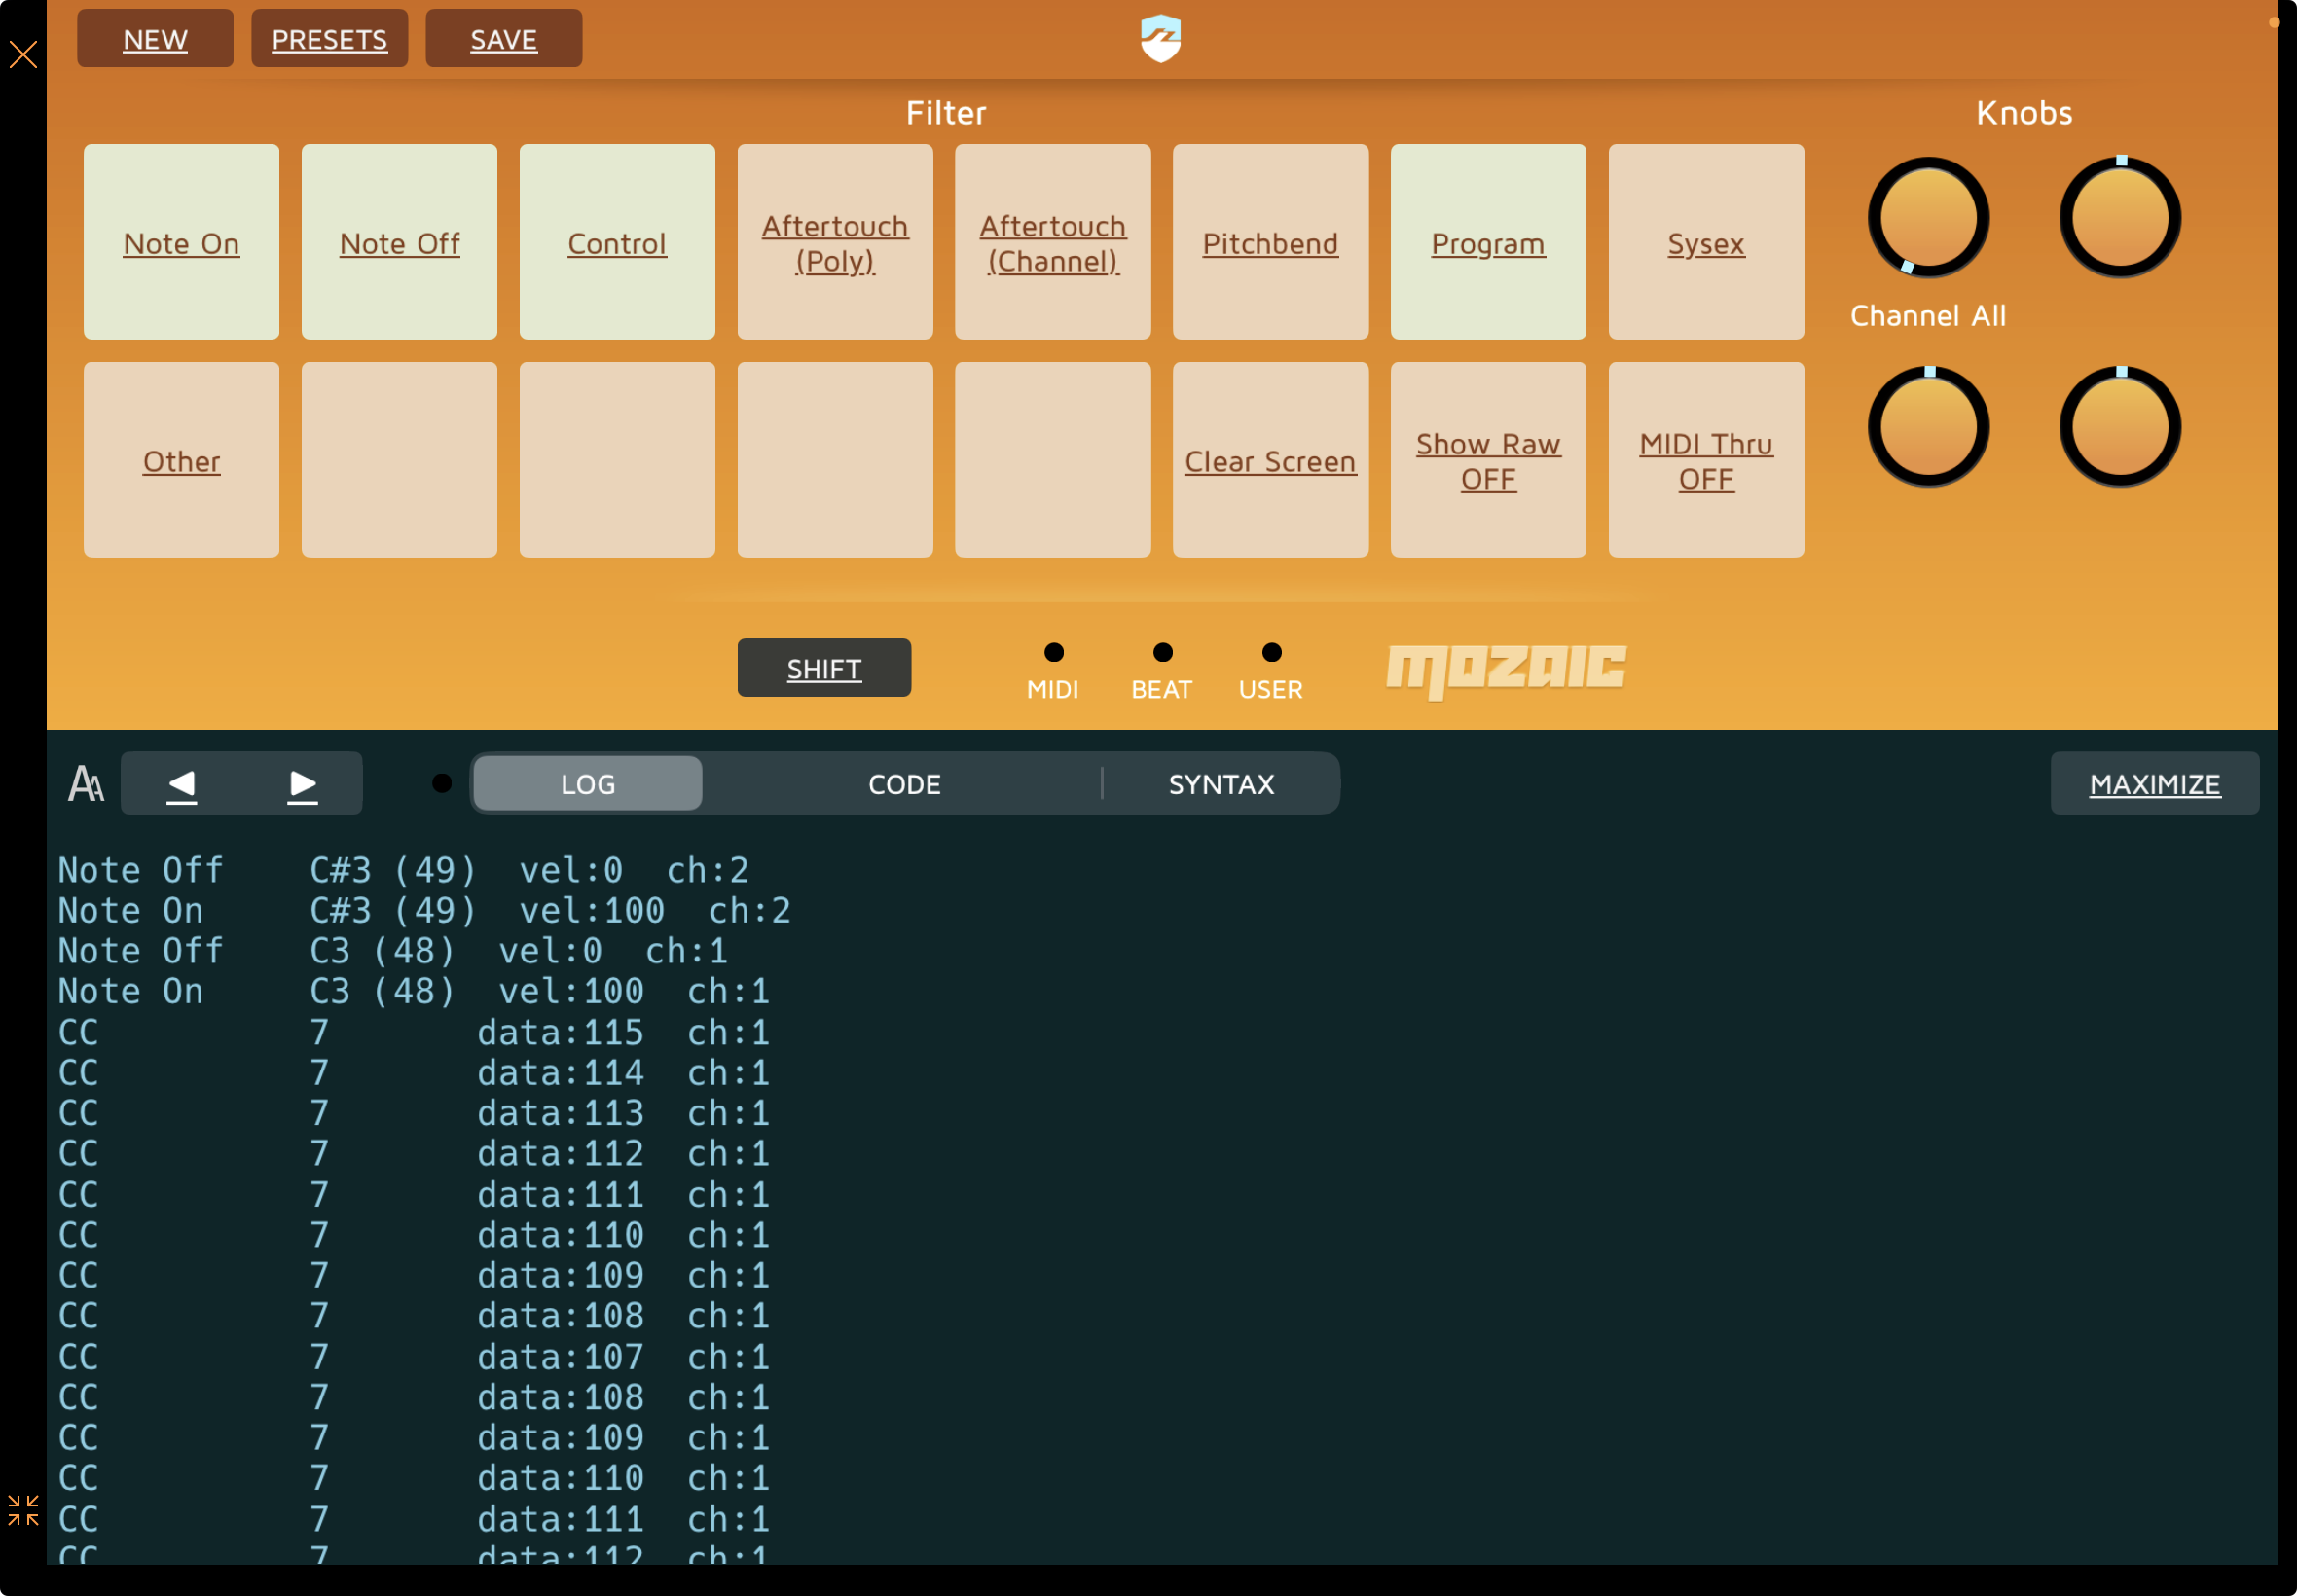 NEW PRESETS SAVE
Filter
Knobs
Note On
Note Off
Control
Aftertouch
(Poly)
Aftertouch
(Channel)
Pitchbend
Program
Sysex
Channel All
Other
Clear Screen
Show Raw
OFF
MIDI Thru
OFF
SHIFT
MIDI BEAT USER
MOZAIC
AA
LOG CODE SYNTAX
MAXIMIZE
Note Off C#3 (49) vel:0 ch:2
Note On C#3 (49) vel:100 ch:2
Note Off C3 (48) vel:0 ch:1
Note On C3 (48) vel:100 ch:1
CC 7 data:115 ch:1
CC 7 data:114 ch:1
CC 7 data:113 ch:1
CC 7 data:112 ch:1
CC 7 data:111 ch:1
CC 7 data:110 ch:1
CC 7 data:109 ch:1
CC 7 data:108 ch:1
CC 7 data:107 ch:1
CC 7 data:108 ch:1
CC 7 data:109 ch:1
CC 7 data:110 ch:1
CC 7 data:111 ch:1
CC 7 data:112 ch:1